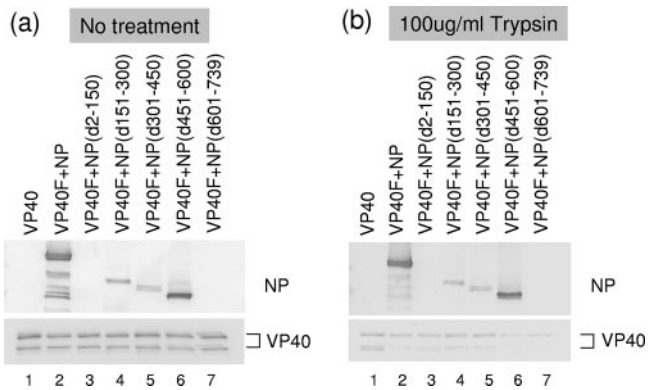 (a)
No treatment
VP40
VP40F+NP
VP40F+NP(d2-150)
VP40F+NP(d151-300)
VP40F+NP(d301-450)
VP40F+NP(d451-600)
VP40F+NP(d601-739)
NP
VP40
1 2 3 4 5 6 7
(b)
100ug/ml Trypsin
VP40
VP40F+NP
VP40F+NP(d2-150)
VP40F+NP(d151-300)
VP40F+NP(d301-450)
VP40F+NP(d451-600)
VP40F+NP(d601-739)
NP
VP40
1 2 3 4 5 6 7